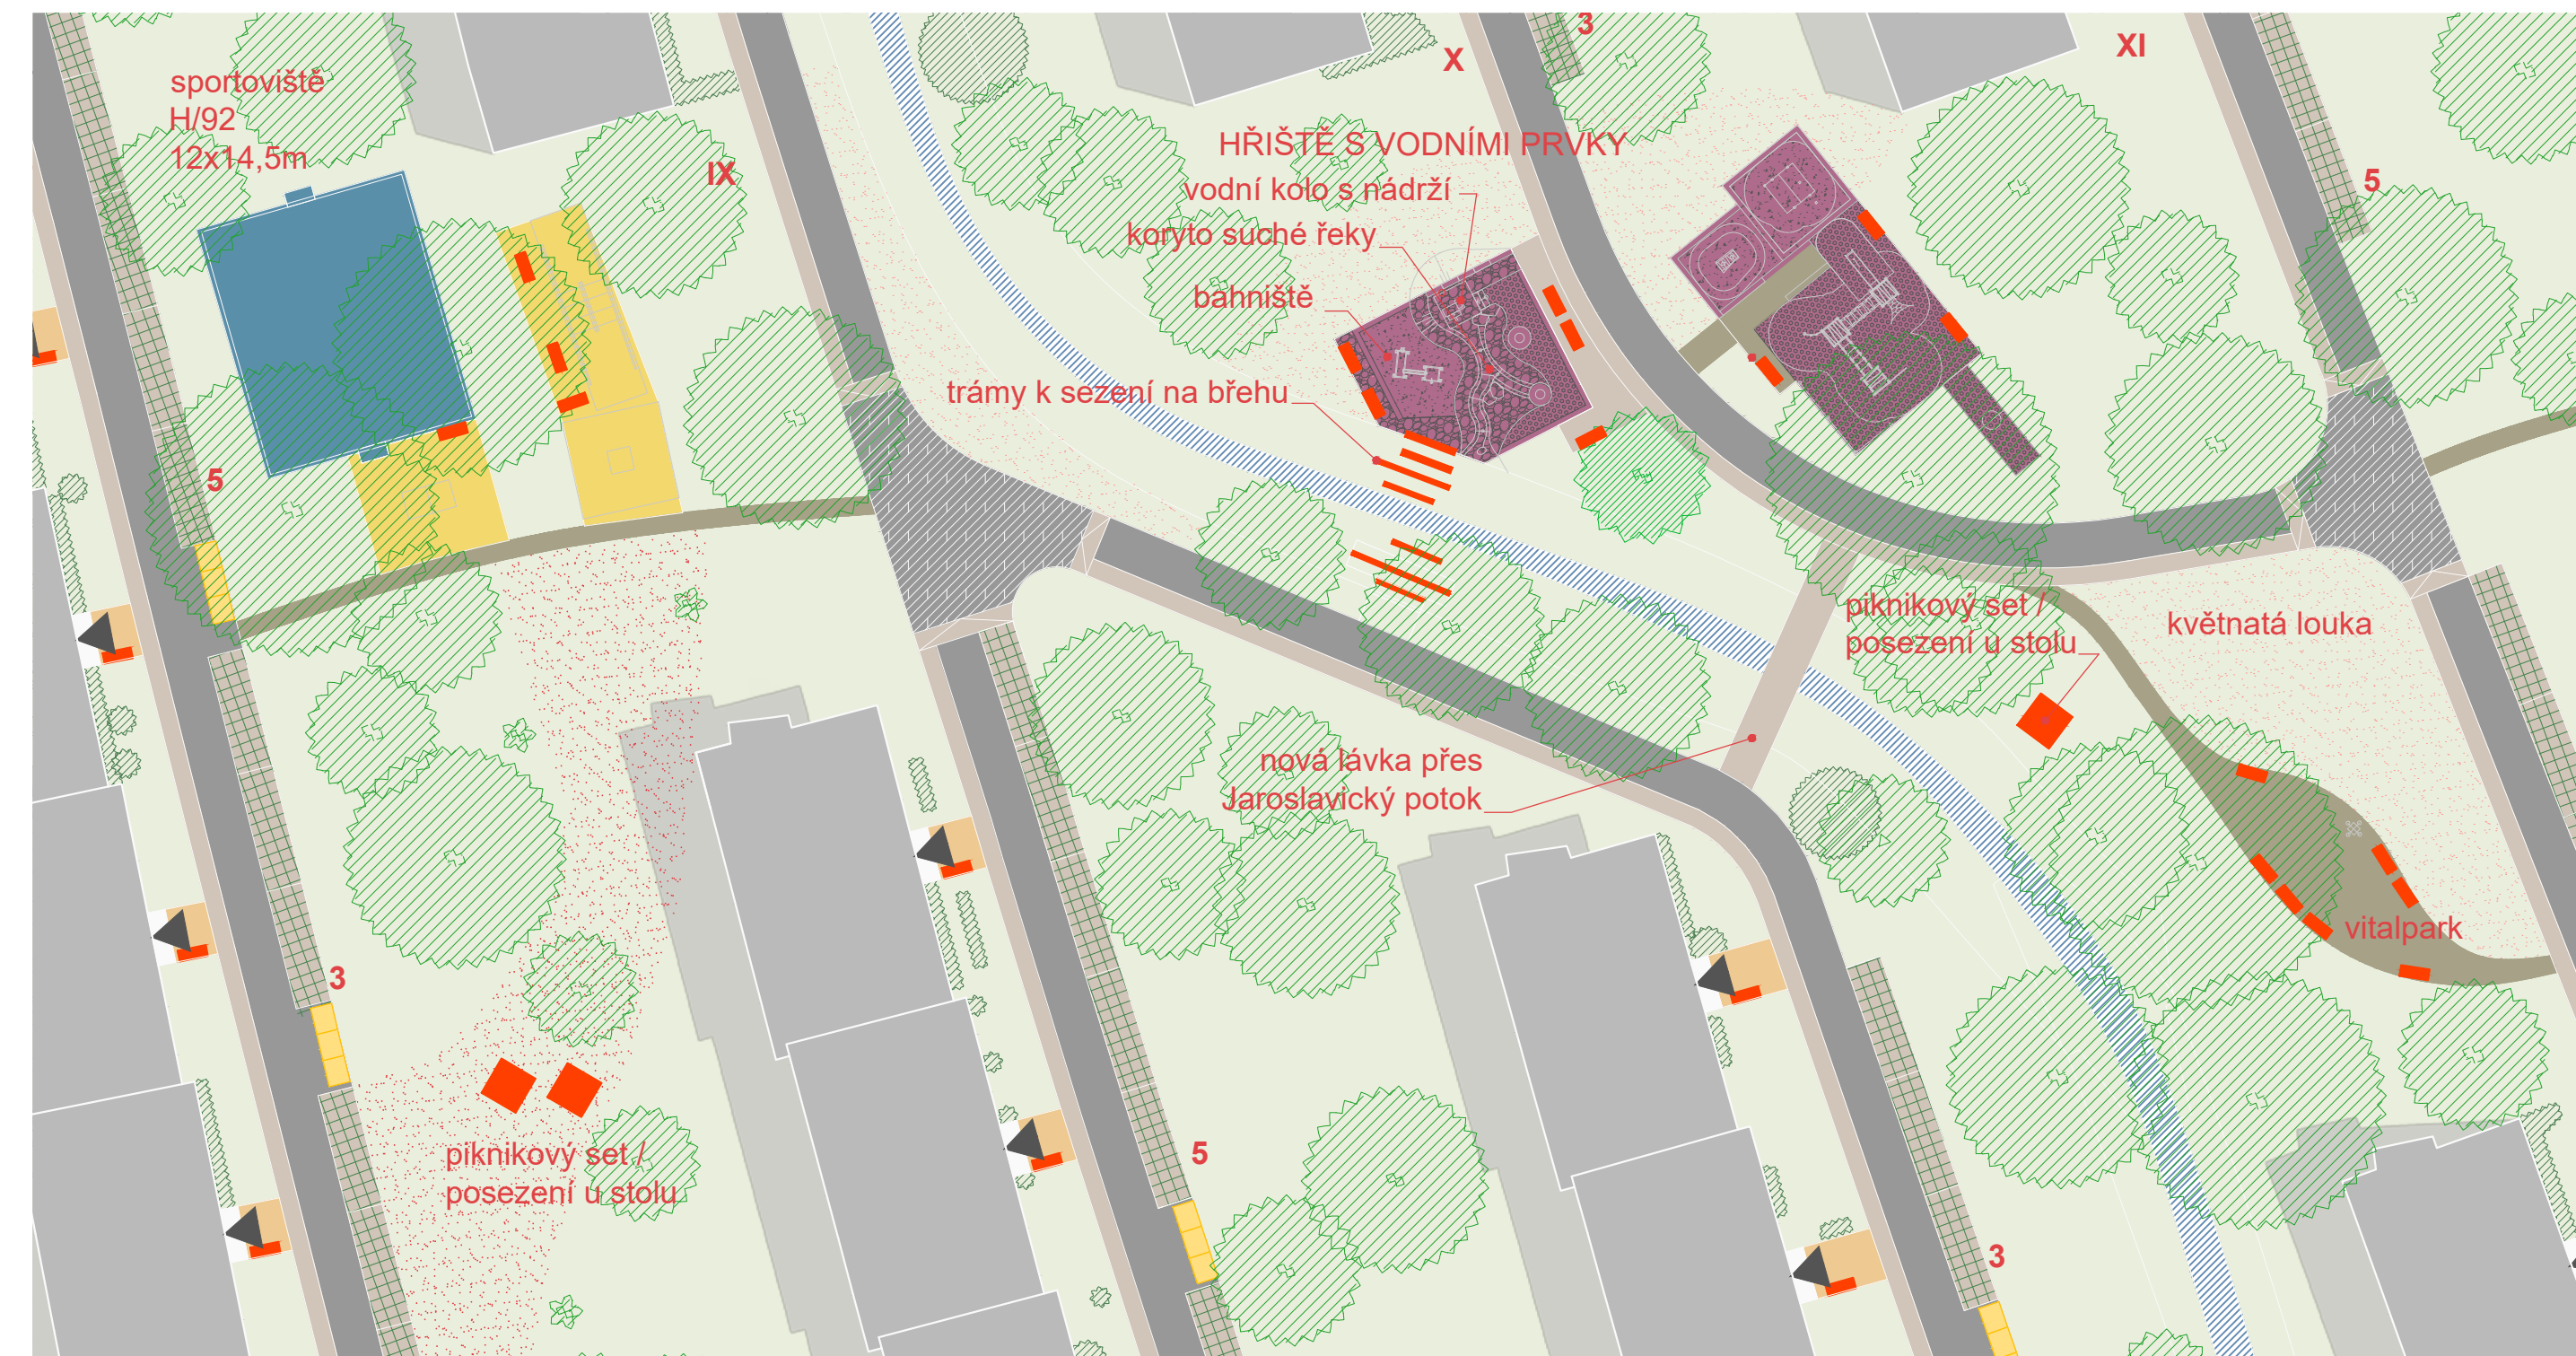 3
XI
X
sportoviště
H/92
12x14,5m
IX
HŘIŠTĚ S VODNÍMI PRVKY
vodní kolo s nádrží
koryto suché řeky
bahniště
trámy k sezení na břehu
5
5
piknikový set /
posezení u stolu
květnatá louka
nová lávka přes
Jaroslavický potok
vitalpark
3
piknikový set /
posezení u stolu
5
3